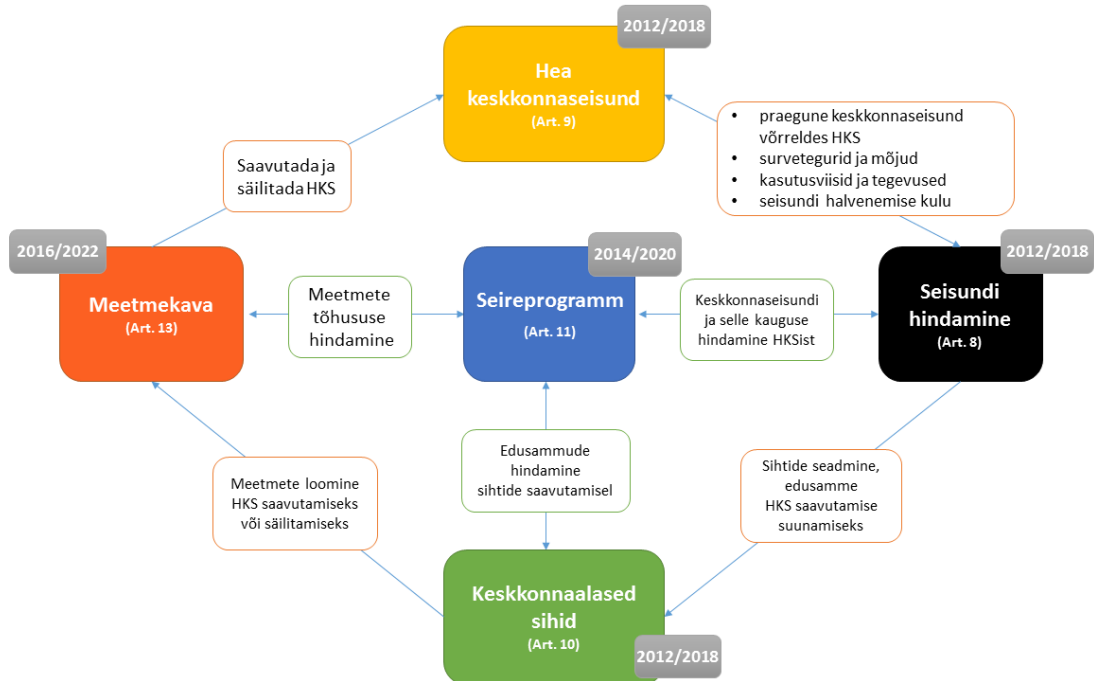 2012/2018
Hea
keskkonnaseisund
(Art. 9)
• praegune keskkonnaseisund
võrreldes HKS
• survetegurid ja mõjud
• kasutusviisid ja tegevused
• seisundi halvenemise kulu
Saavutada ja
säilitada HKS
2016/2022
Meetmekava
(Art. 13)
Meetmete
tõhususe
hindamine
2014/2020
Seireprogramm
(Art. 11)
Keskkonnaseisundi
ja selle kauguse
hindamine HKSist
2012/2018
Seisundi
hindamine
(Art. 8)
Meetmete loomine
HKS saavutamiseks
või säilitamiseks
Edusammude
hindamine
sihtide saavutamisel
Sihtide seadmine,
edusamme
HKS saavutamise
suunamiseks
Keskkonnaalased
sihid
(Art. 10)
2012/2018